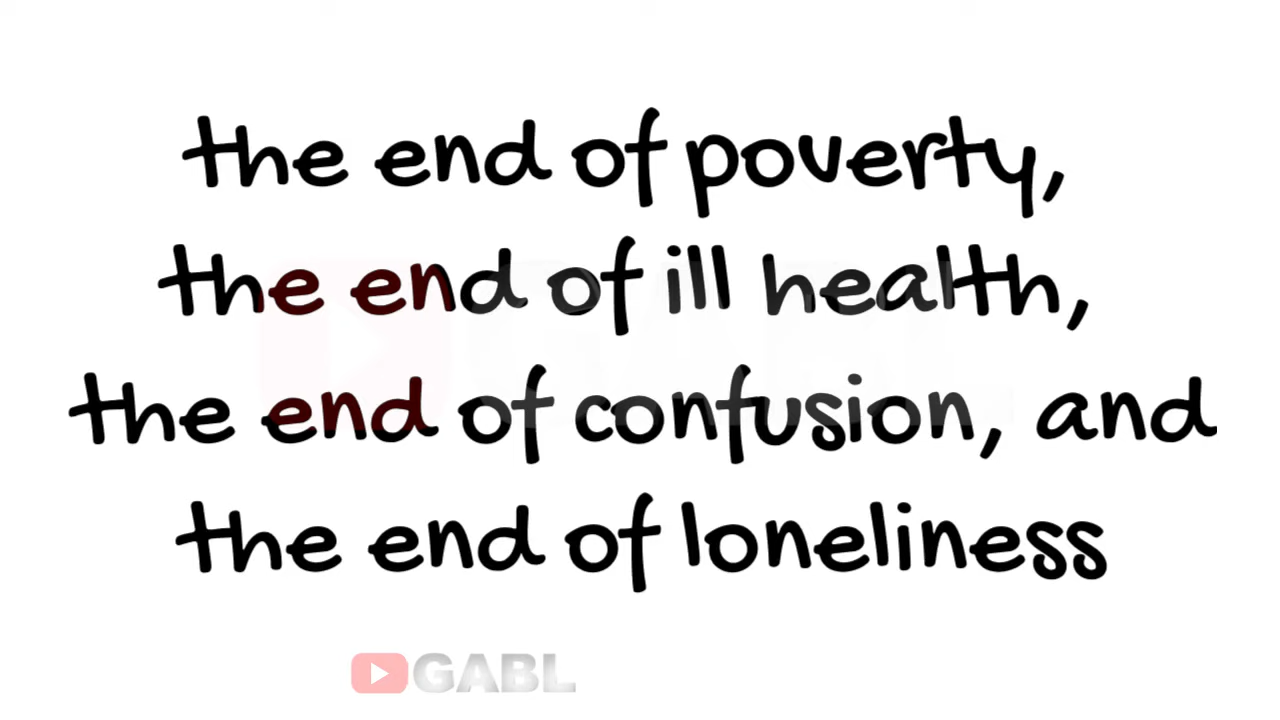 the end of poverty,
the end of ill health,
the end of confusion, and
the end of loneliness
GABL